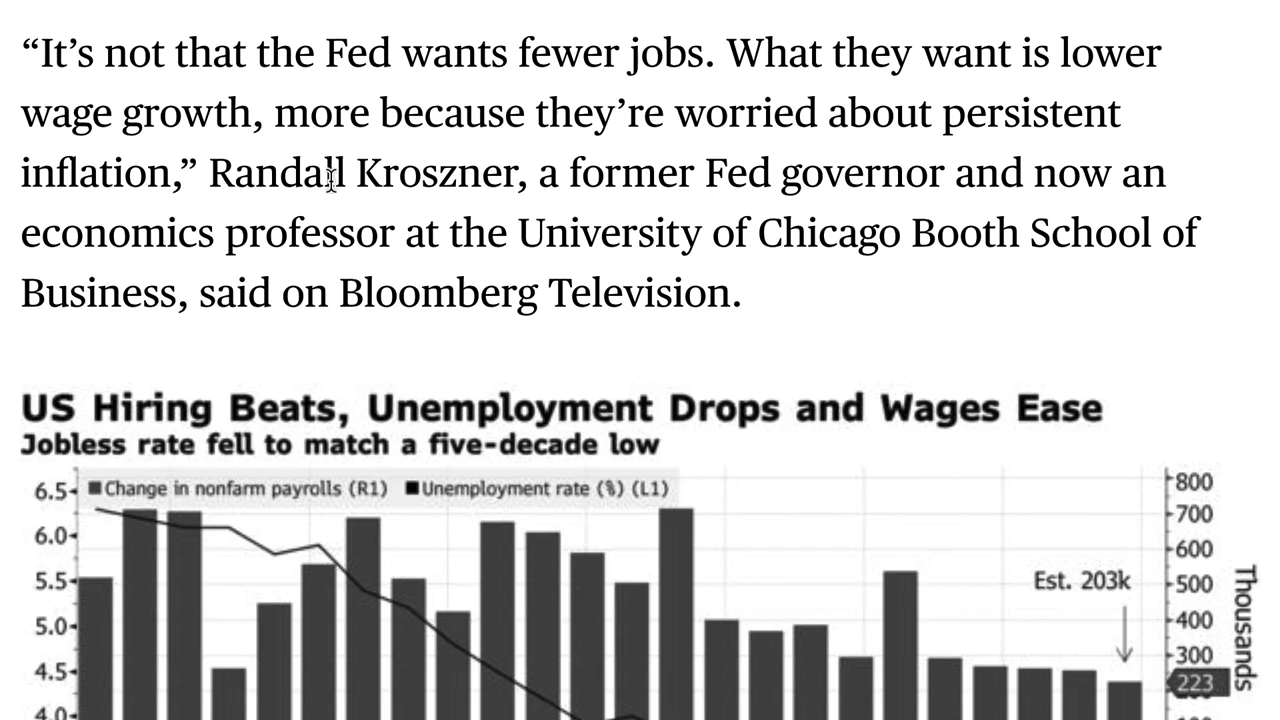 “It’s not that the Fed wants fewer jobs. What they want is lower
wage growth, more because they’re worried about persistent
inflation,” Randall Kroszner, a former Fed governor and now an
economics professor at the University of Chicago Booth School of
Business, said on Bloomberg Television.
US Hiring Beats, Unemployment Drops and Wages Ease
Jobless rate fell to match a five-decade low
Change in nonfarm payrolls (R1) Unemployment rate (%) (L1)
6.5
6.0
5.5
5.0
4.5
4.0
800
700
600
500
400
300
223
Est. 203k
Thousands